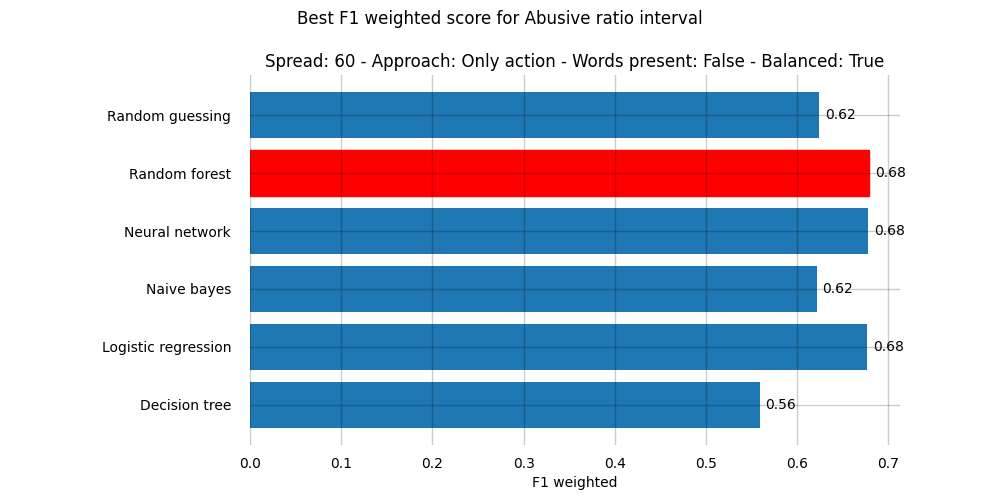 Best F1 weighted score for Abusive ratio interval
Spread: 60 - Approach: Only action - Words present: False - Balanced: True
Random guessing 0.62
Random forest 0.68
Neural network 0.68
Naive bayes 0.62
Logistic regression 0.68
Decision tree 0.56
0.0 0.1 0.2 0.3 0.4 0.5 0.6 0.7
F1 weighted